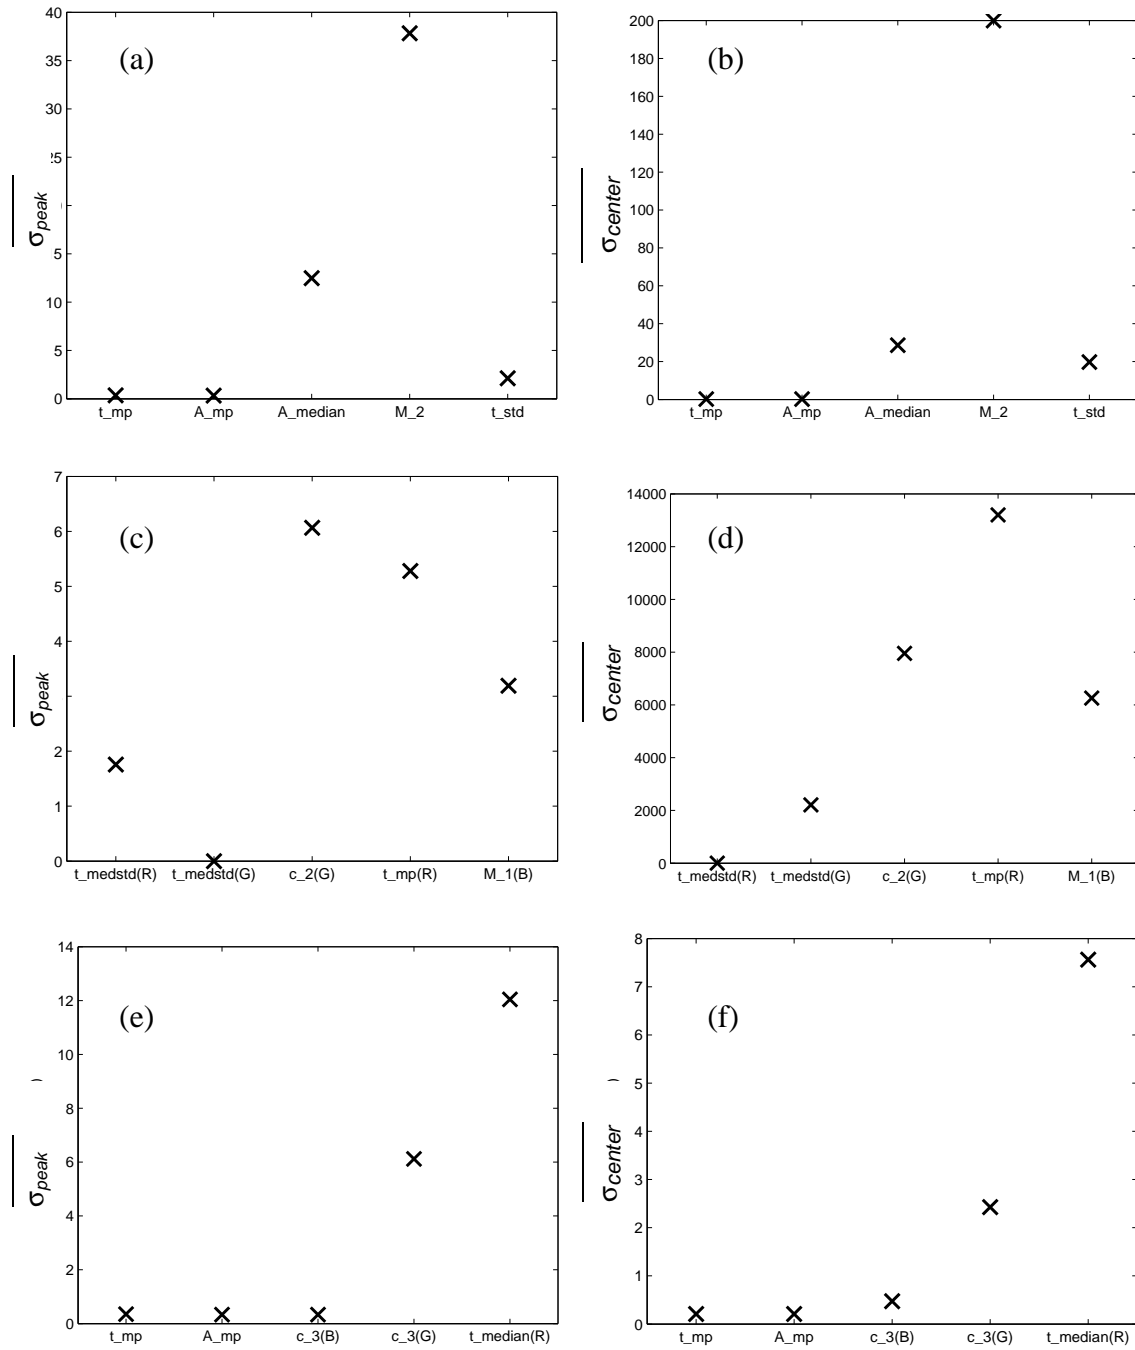 (a)
40
35
30
25
5
10
5
0
t_mp A_mp A_median M_2 t_std
σpeak
(b)
200
180
160
140
120
100
80
60
40
20
0
t_mp A_mp A_median M_2 t_std
σcenter
(c)
7
6
5
4
2
1
0
t_medstd(R) t_medstd(G) c_2(G) t_mp(R) M_1(B)
σpeak
(d)
14000
12000
10000
8000
6000
4000
2000
0
t_medstd(R) t_medstd(G) c_2(G) t_mp(R) M_1(B)
σcenter
(e)
14
12
10
8
6
4
2
0
t_mp A_mp c_3(B) c_3(G) t_median(R)
σpeak
(f)
8
7
6
5
4
3
2
1
0
t_mp A_mp c_3(B) c_3(G) t_median(R)
σcenter